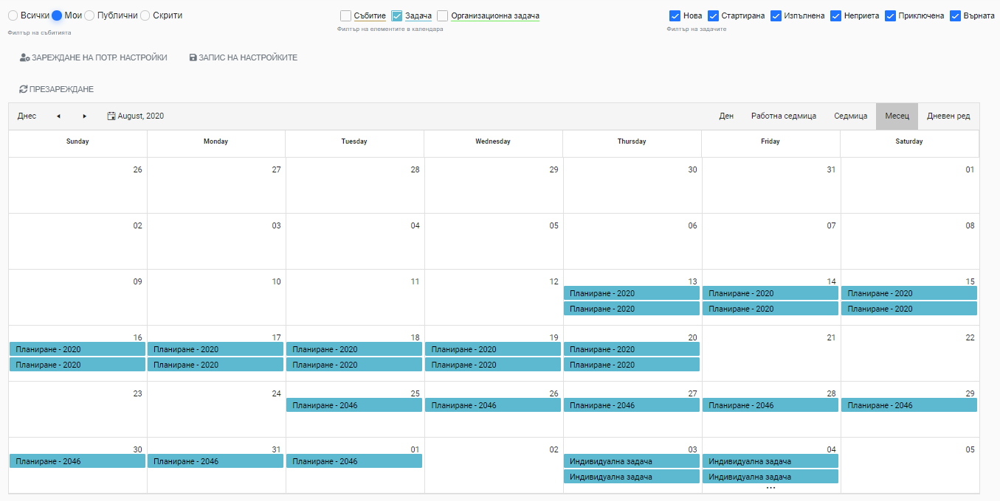 Всички Мои Публични Скрити
Събитие Задача Организационна задача
Нова Стартирана Изпълнена Неприета Приключена Върната
Филтър на събитията
Филтър на елементите в календара
Филтър на задачите
ЗАРЕЖДАНЕ НА ПОТР. НАСТРОЙКИ ЗАПИС НА НАСТРОЙКИТЕ
ПРЕЗАРЕЖДАНЕ
Днес August, 2020 Ден Работна седмица Седмица Месец Дневен ред
Sunday Monday Tuesday Wednesday Thursday Friday Saturday
26 27 28 29 30 31 01
02 03 04 05 06 07 08
09 10 11 12 13 14 15
Планиране - 2020 Планиране - 2020 Планиране - 2020
Планиране - 2020 Планиране - 2020 Планиране - 2020
16 17 18 19 20 21 22
Планиране - 2020 Планиране - 2020 Планиране - 2020 Планиране - 2020 Планиране - 2020
Планиране - 2020 Планиране - 2020 Планиране - 2020 Планиране - 2020 Планиране - 2020
23 24 25 26 27 28 29
Планиране - 2046 Планиране - 2046 Планиране - 2046 Планиране - 2046 Планиране - 2046
30 31 01 02 03 04 05
Планиране - 2046 Планиране - 2046 Планиране - 2046 Индивидуална задача Индивидуална задача
Индивидуална задача Индивидуална задача
...